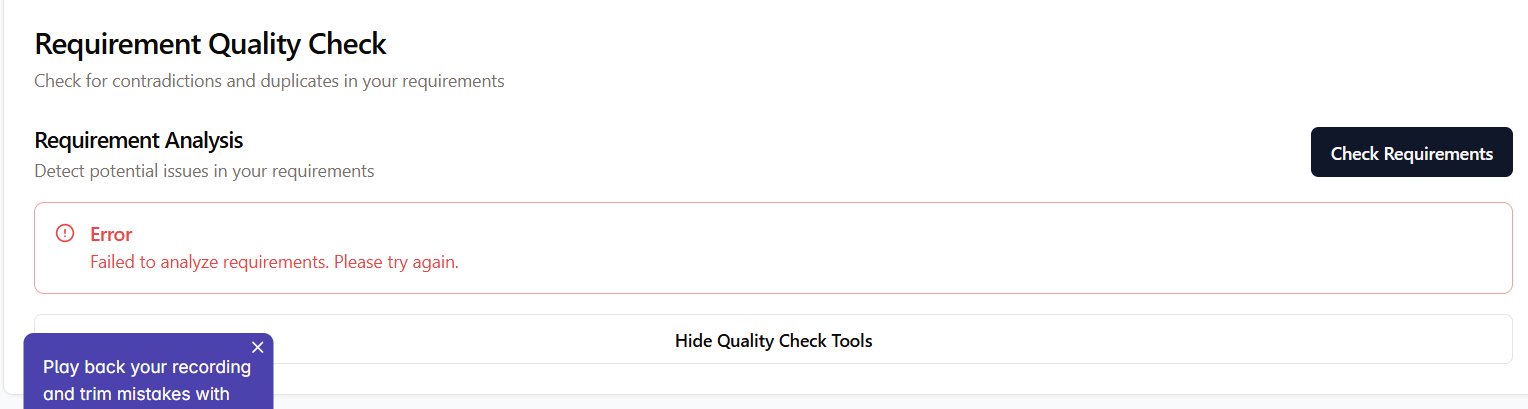 Requirement Quality Check
Check for contradictions and duplicates in your requirements
Requirement Analysis
Detect potential issues in your requirements
Check Requirements
Error
Failed to analyze requirements. Please try again.
Hide Quality Check Tools
Play back your recording
and trim mistakes with